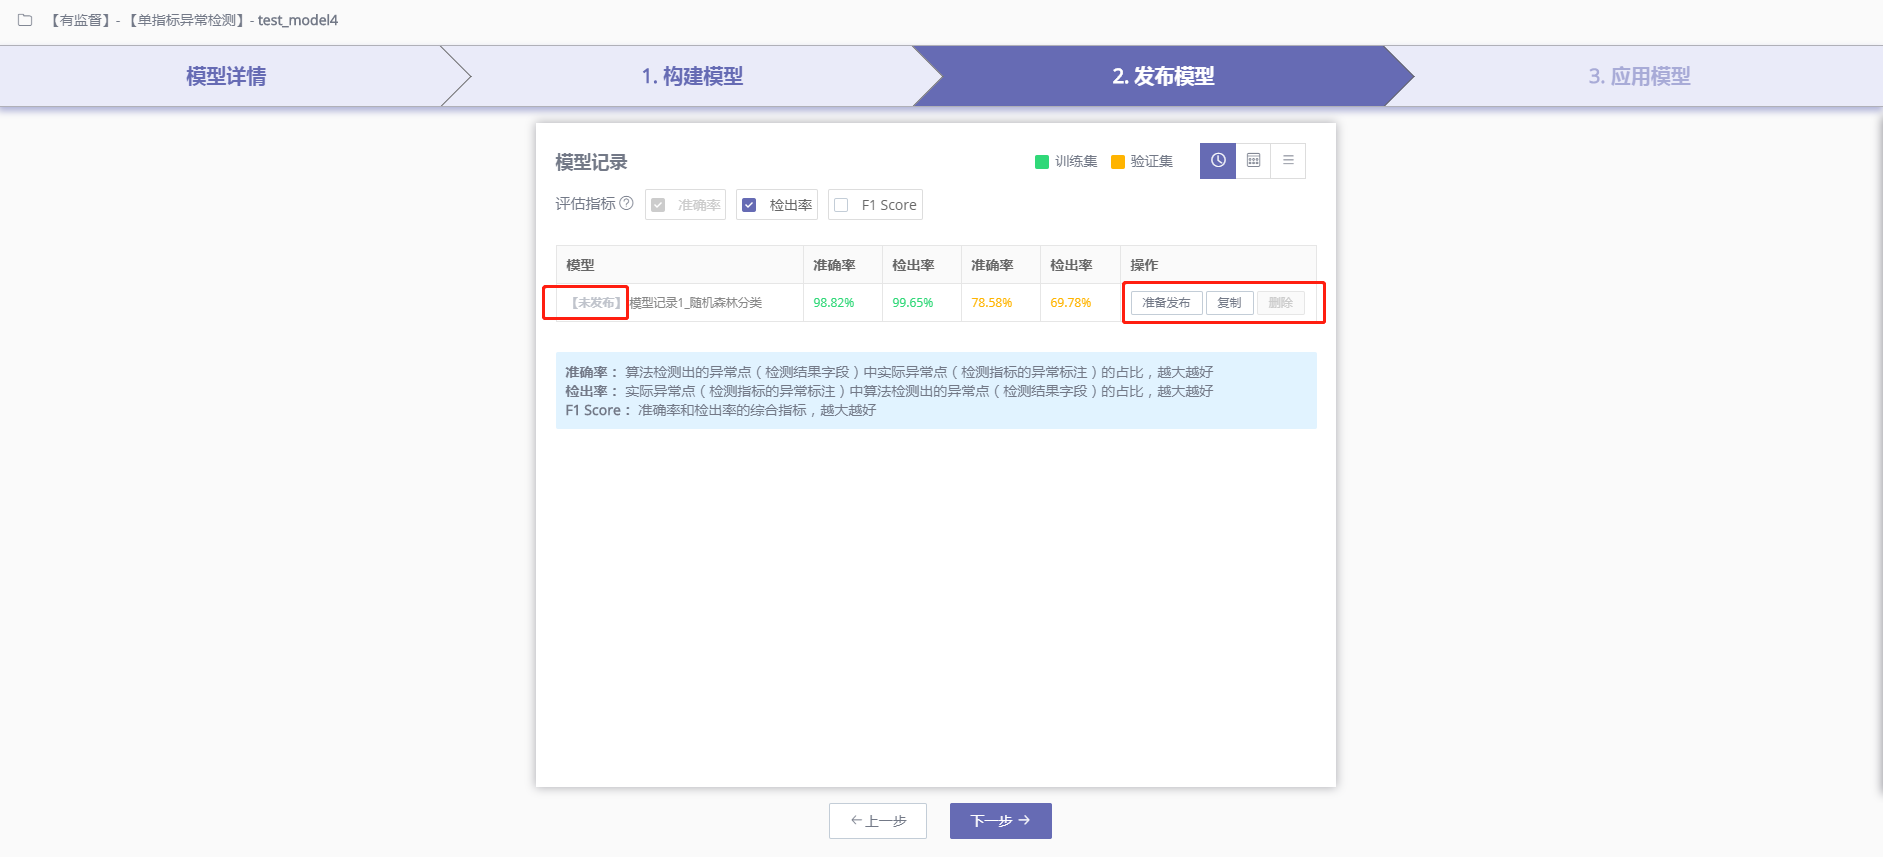 【有监督】-【单指标异常检测】- test_model4
模型详情
1. 构建模型
2. 发布模型
3. 应用模型
模型记录
训练集 验证集
评估指标 准确率 检出率 F1 Score
模型 准确率 检出率 准确率 检出率 操作
【未发布】模型记录1_随机森林分类 98.82% 99.65% 78.58% 69.78% 准备发布 复制 删除
准确率： 算法检测出的异常点（检测结果字段）中实际异常点（检测指标的异常标注）的占比，越大越好
检出率： 实际异常点（检测指标的异常标注）中算法检测出的异常点（检测结果字段）的占比，越大越好
F1 Score： 准确率和检出率的综合指标，越大越好
上一步 下一步